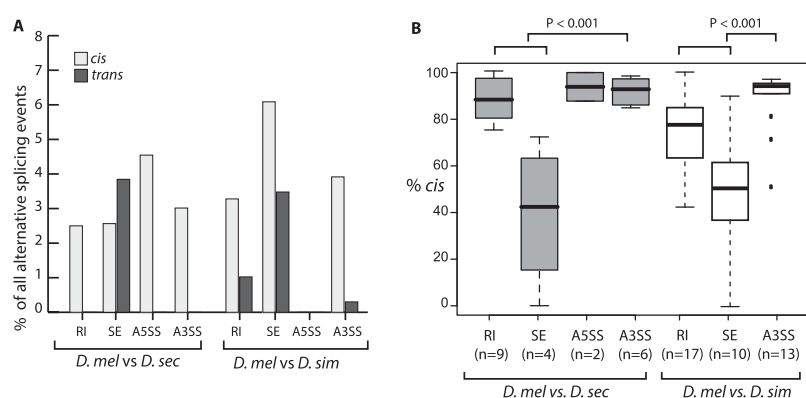 A
8
7
6
5
4
3
2
1
0
% of all alternative splicing events
cis
trans
RI SE A5SS A3SS RI SE A5SS A3SS
D. mel vs D. sec D. mel vs D. sim
B
P < 0.001 P < 0.001
100
80
60
40
20
0
% cis
RI SE A5SS A3SS RI SE A3SS
(n=9) (n=4) (n=2) (n=6) (n=17) (n=10) (n=13)
D. mel vs. D. sec D. mel vs. D. sim